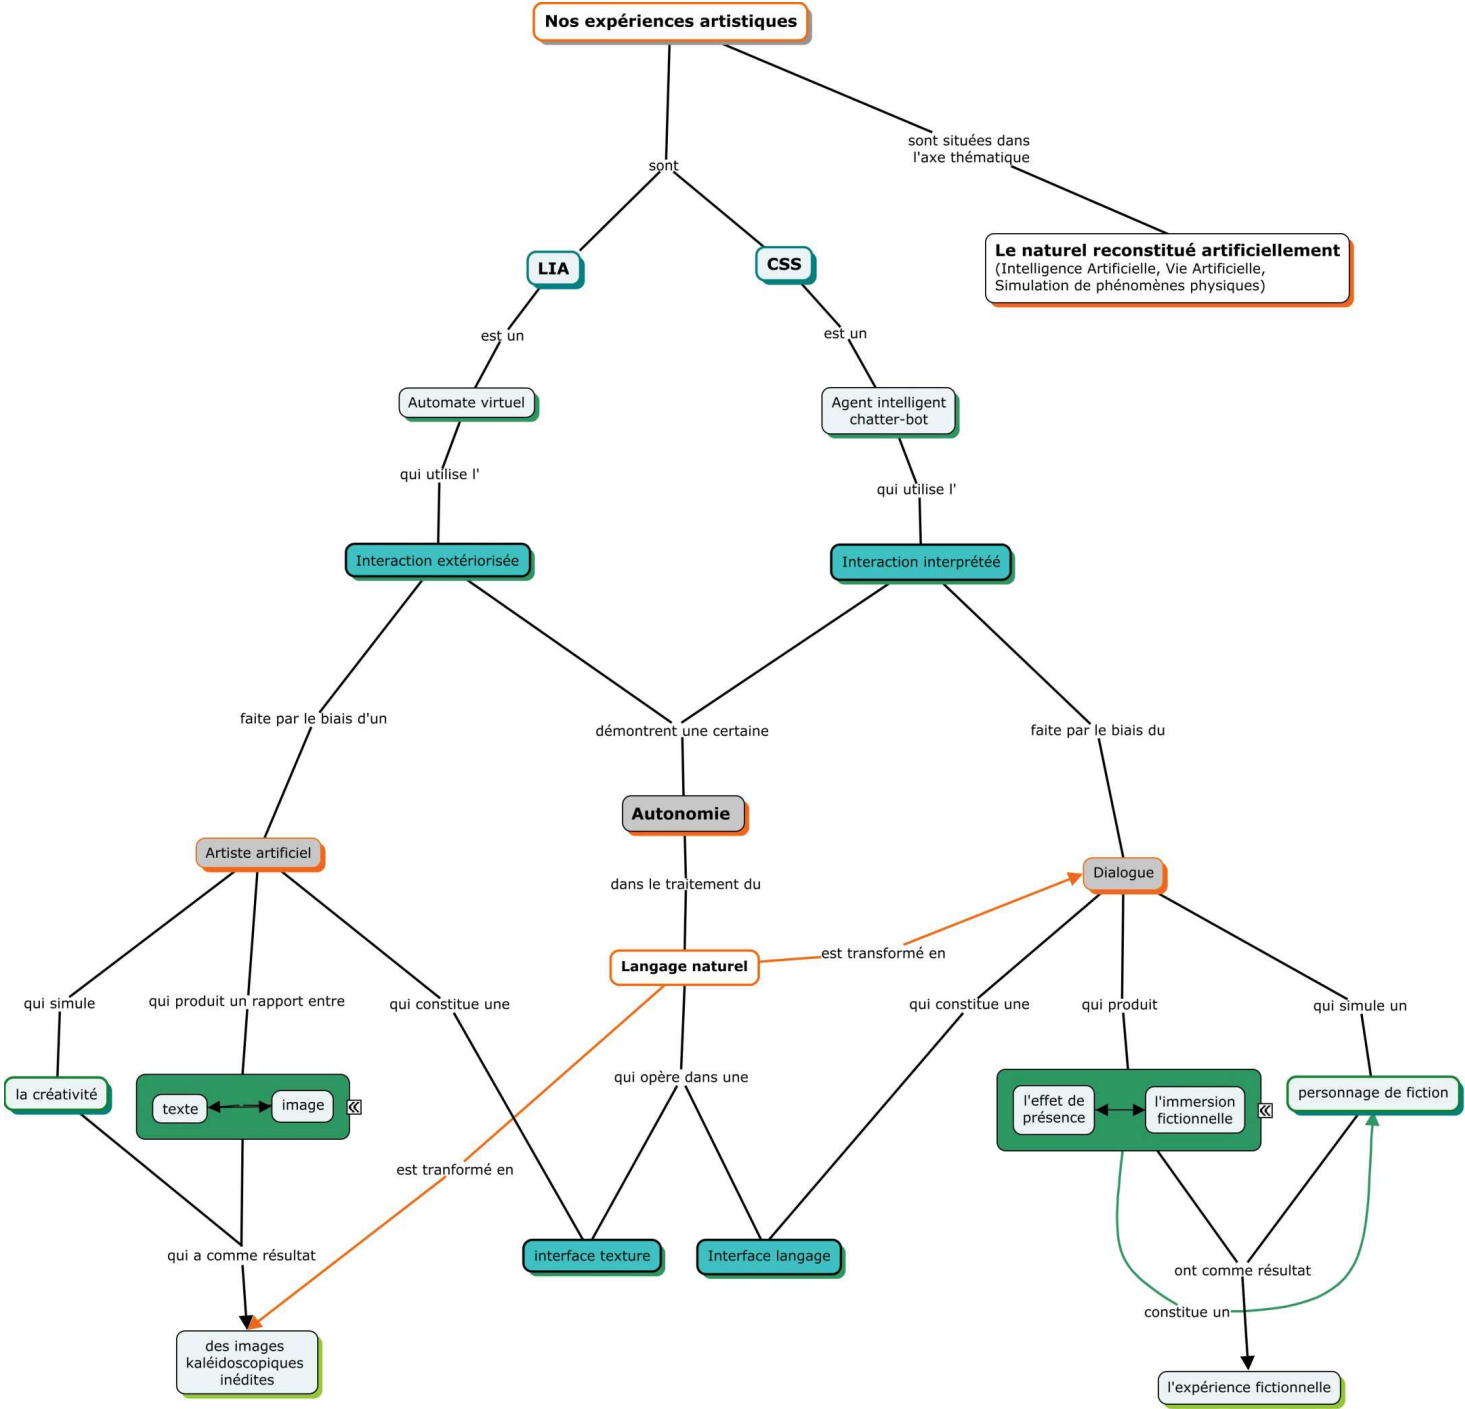 Nos expériences artistiques
sont situées dans
l'axe thématique
sont
Le naturel reconstitué artificiellement
(Intelligence Artificielle, Vie Artificielle,
Simulation de phénomènes physiques)
LIA
CSS
est un
est un
Automate virtuel
Agent intelligent
chatter-bot
qui utilise l'
qui utilise l'
Interaction extériorisée
Interaction interprétéé
faite par le biais d'un
démontrent une certaine
faite par le biais du
Autonomie
Artiste artificiel
Dialogue
dans le traitement du
est transformé en
Langage naturel
qui simule
qui produit un rapport entre
qui constitue une
qui constitue une
qui produit
qui simule un
qui opère dans une
la créativité
texte
image
l'effet de
présence
l'immersion
fictionnelle
personnage de fiction
est tranformé en
qui a comme résultat
interface texture
Interface langage
ont comme résultat
constitue un
des images
kaléidoscopiques
inédites
l'expérience fictionnelle